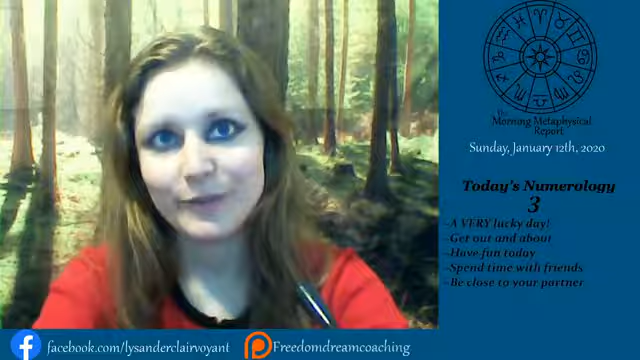 The
Morning Metaphysical
Report
Sunday, January 12th, 2020
Today's Numerology
3
-A VERY lucky day!
-Get out and about
-Have fun today
-Spend time with friends
-Be close to your partner
facebook.com/lysanderclairvoyant
Freedomdreamcoaching